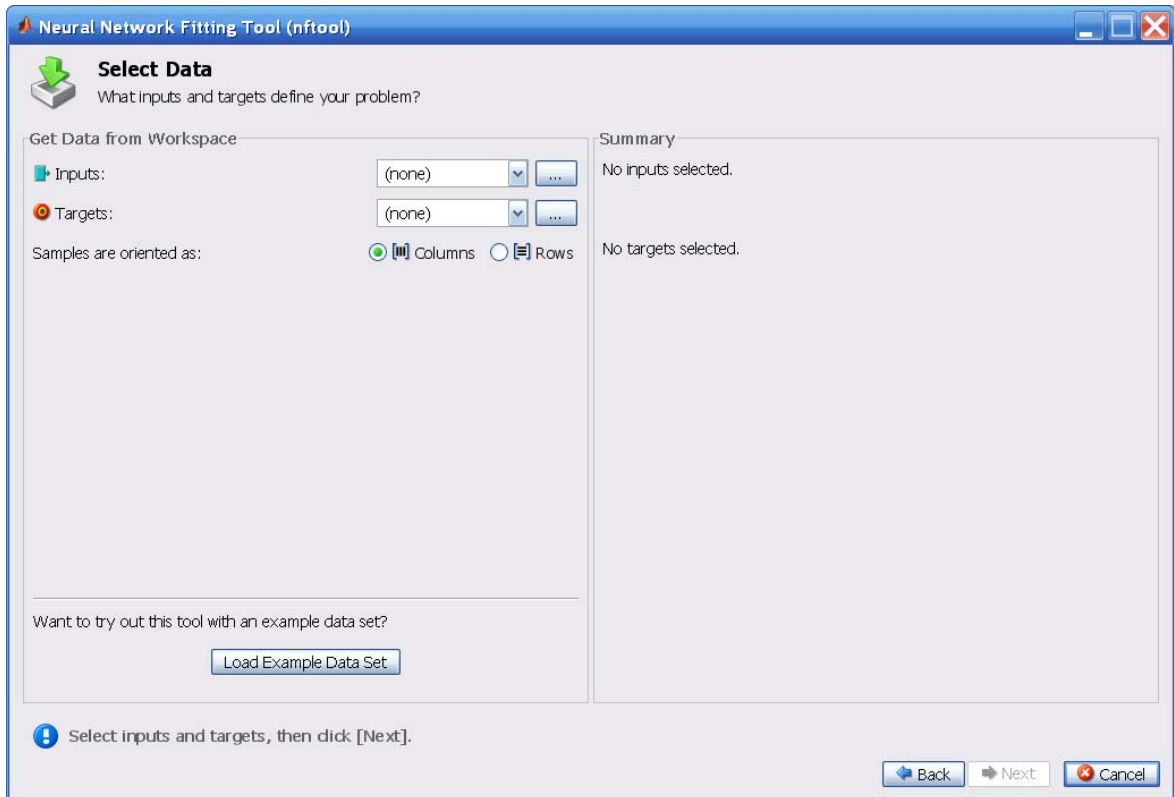 Neural Network Fitting Tool (nftool)
Select Data
What inputs and targets define your problem?
Get Data from Workspace
Inputs:
(none)
...
Targets:
(none)
...
Samples are oriented as:
Columns
Rows
Want to try out this tool with an example data set?
Load Example Data Set
Summary
No inputs selected.
No targets selected.
Select inputs and targets, then click [Next].
Back
Next
Cancel